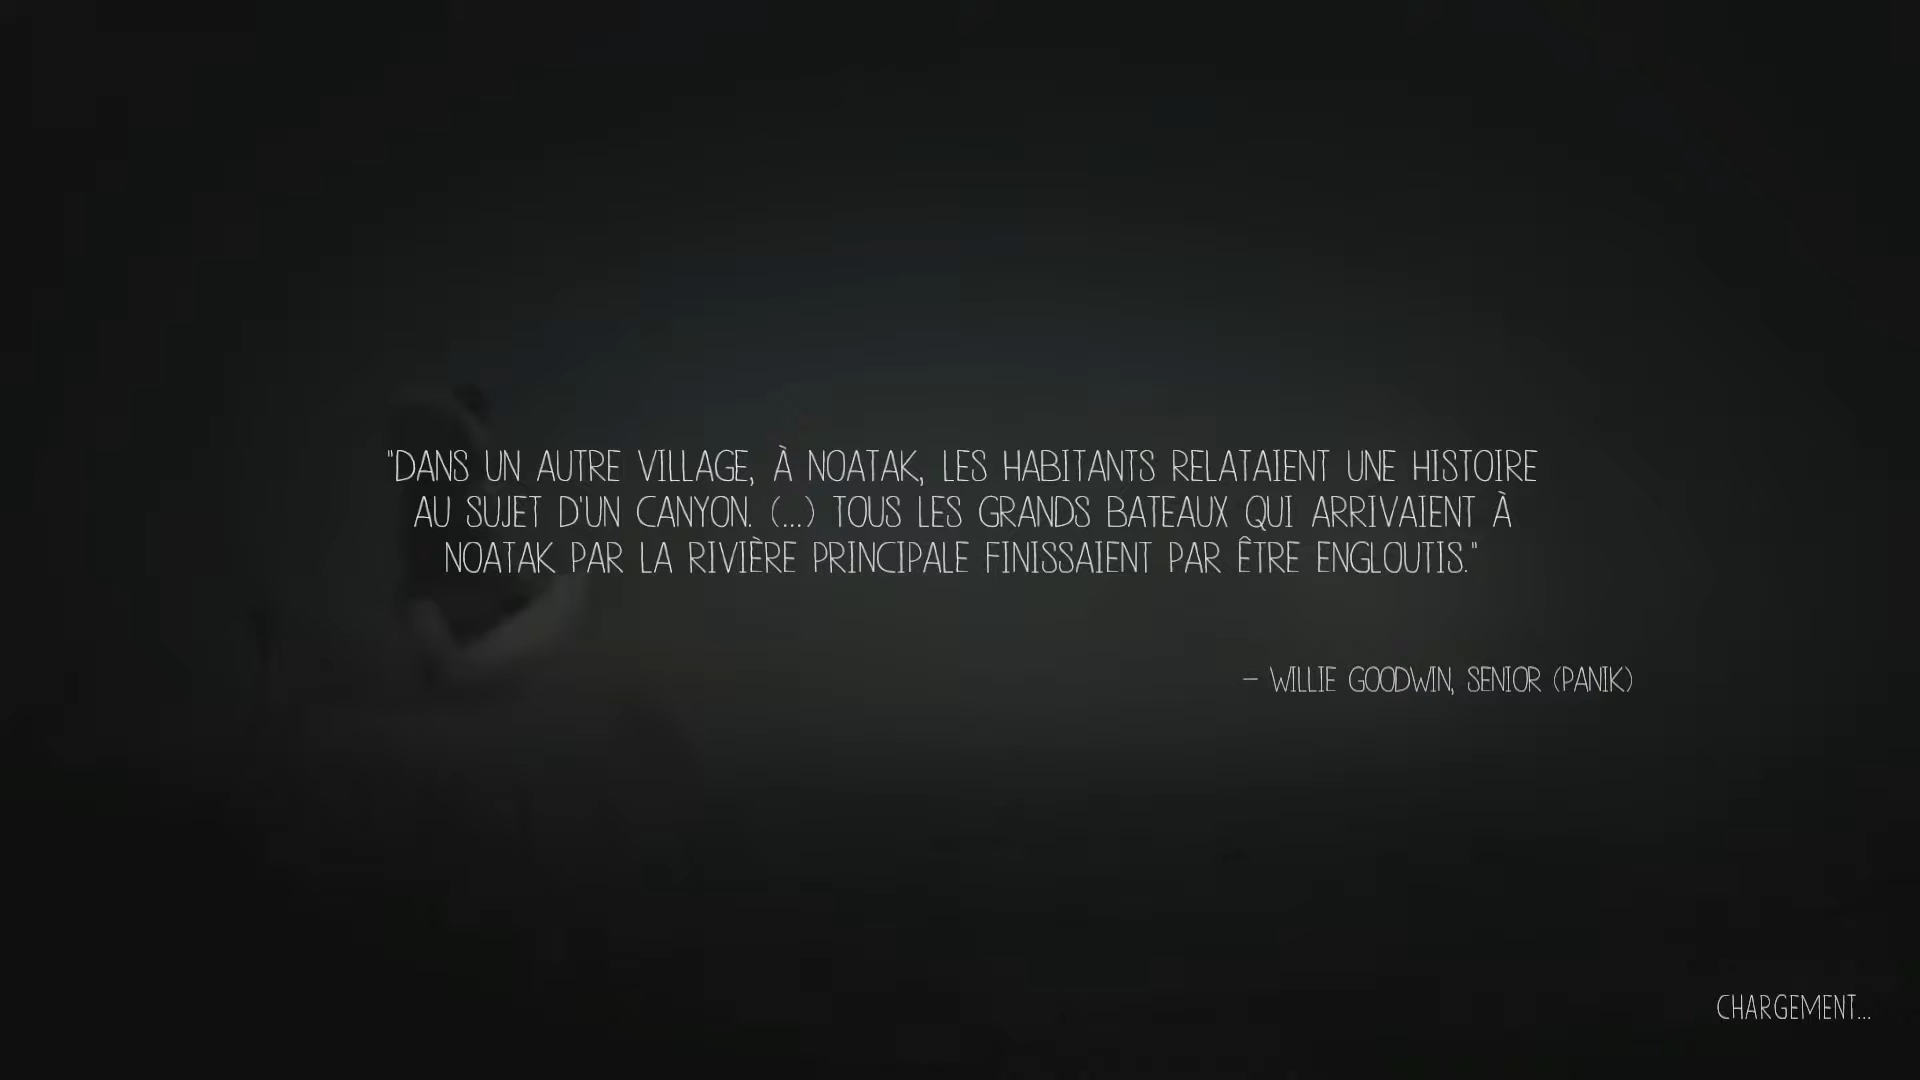 "DANS UN AUTRE VILLAGE, À NOATAK, LES HABITANTS RELATAIENT UNE HISTOIRE
AU SUJET D'UN CANYON. (...) TOUS LES GRANDS BATEAUX QUI ARRIVAIENT À
NOATAK PAR LA RIVIÈRE PRINCIPALE FINISSAIENT PAR ÊTRE ENGLOUTIS."
– WILLIE GOODWIN, SENIOR (PANIK)
CHARGEMENT...